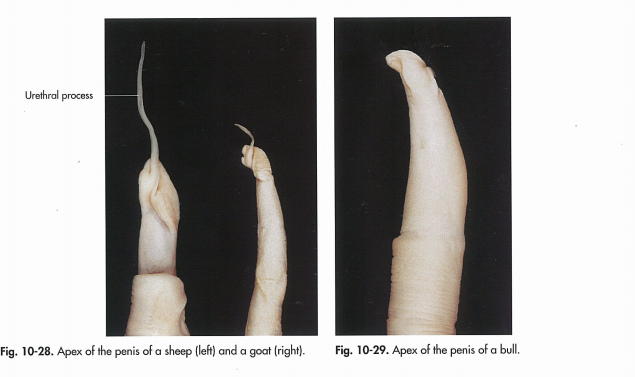 Urethral process
Fig. 10-28. Apex of the penis of a sheep (left) and a goat (right).
Fig. 10-29. Apex of the penis of a bull.